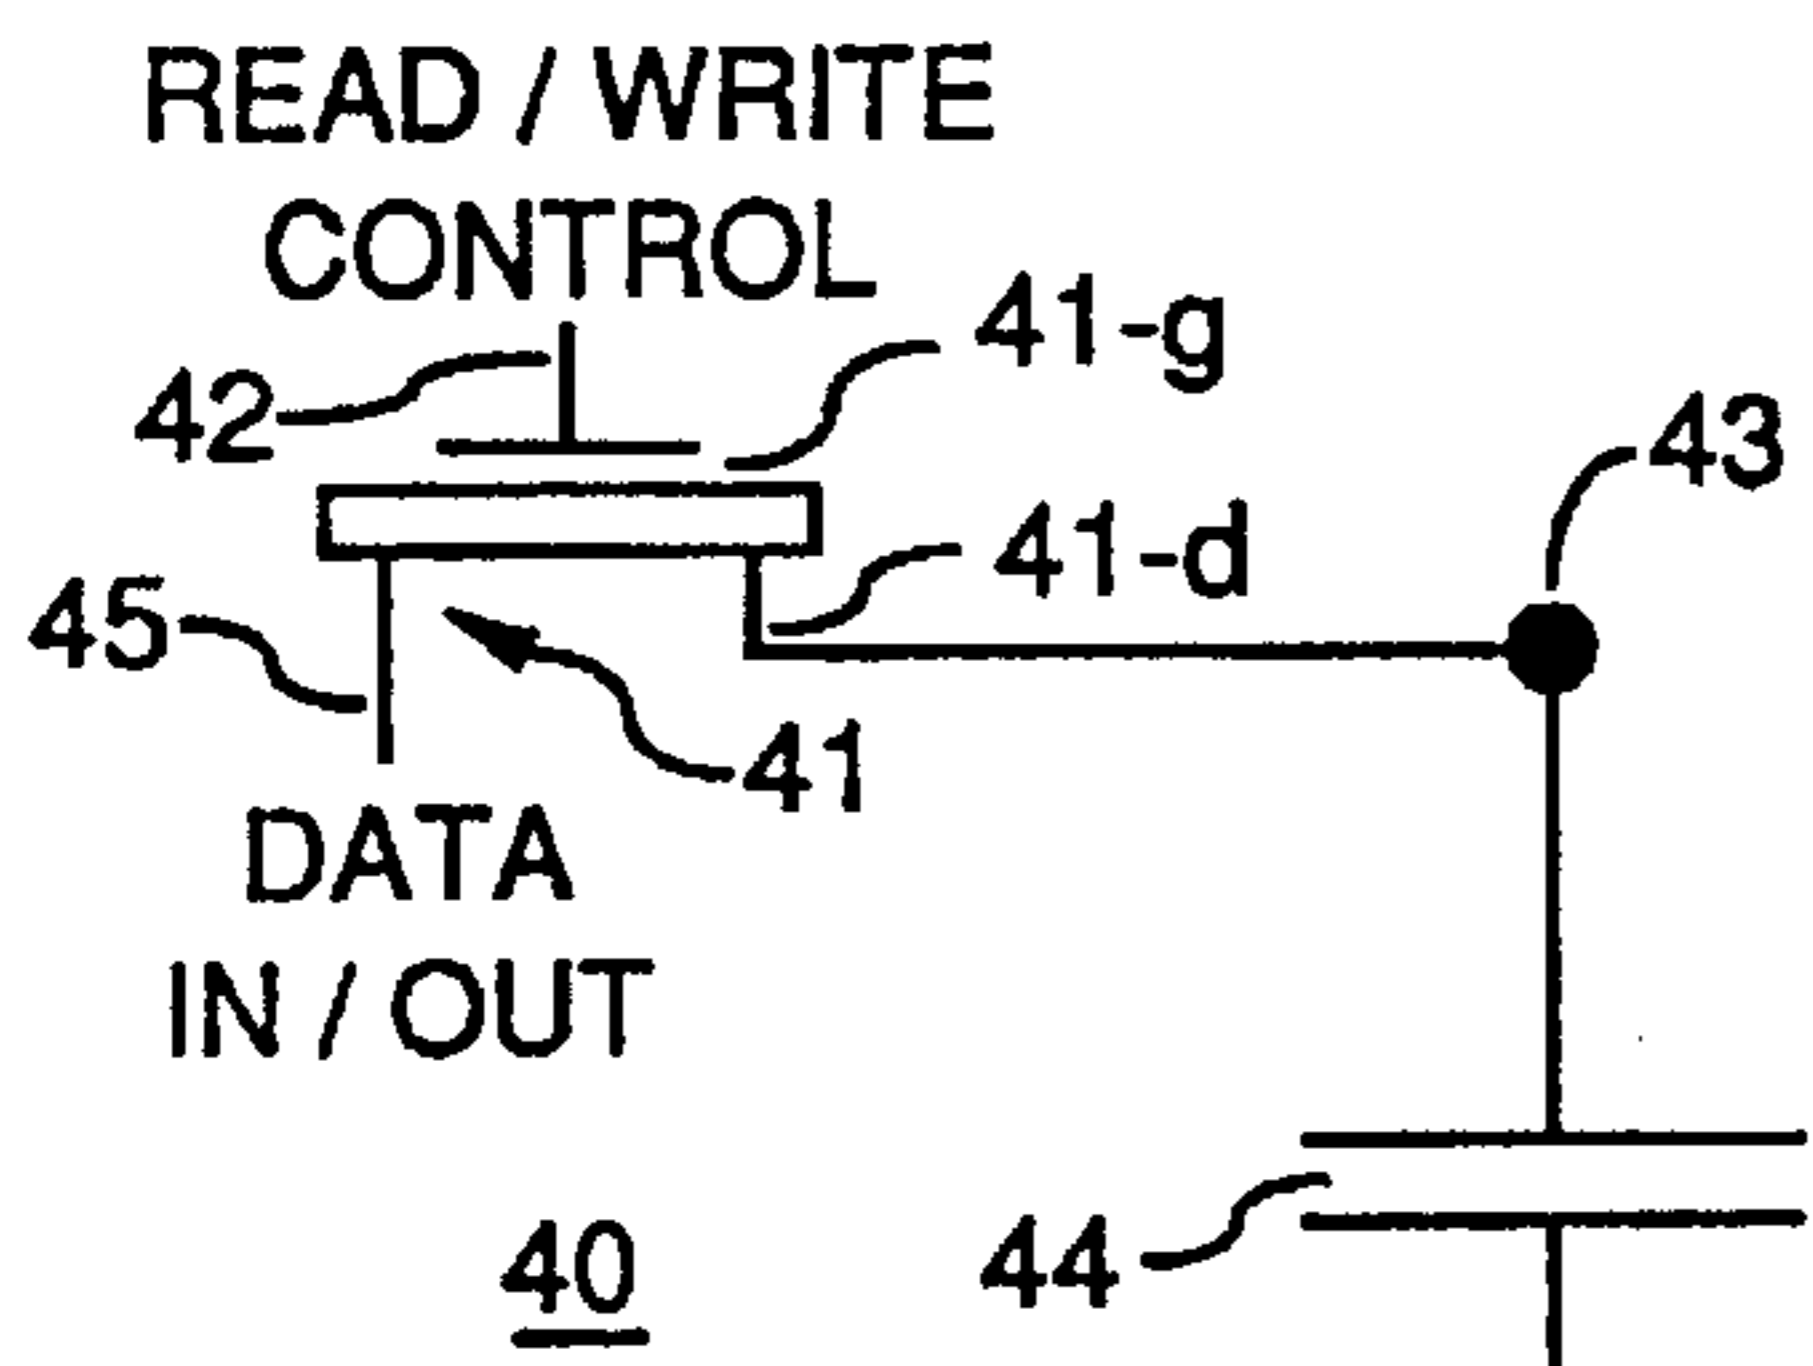 READ / WRITE
CONTROL
41-g
42
43
41-d
45
41
DATA
IN / OUT
44
40